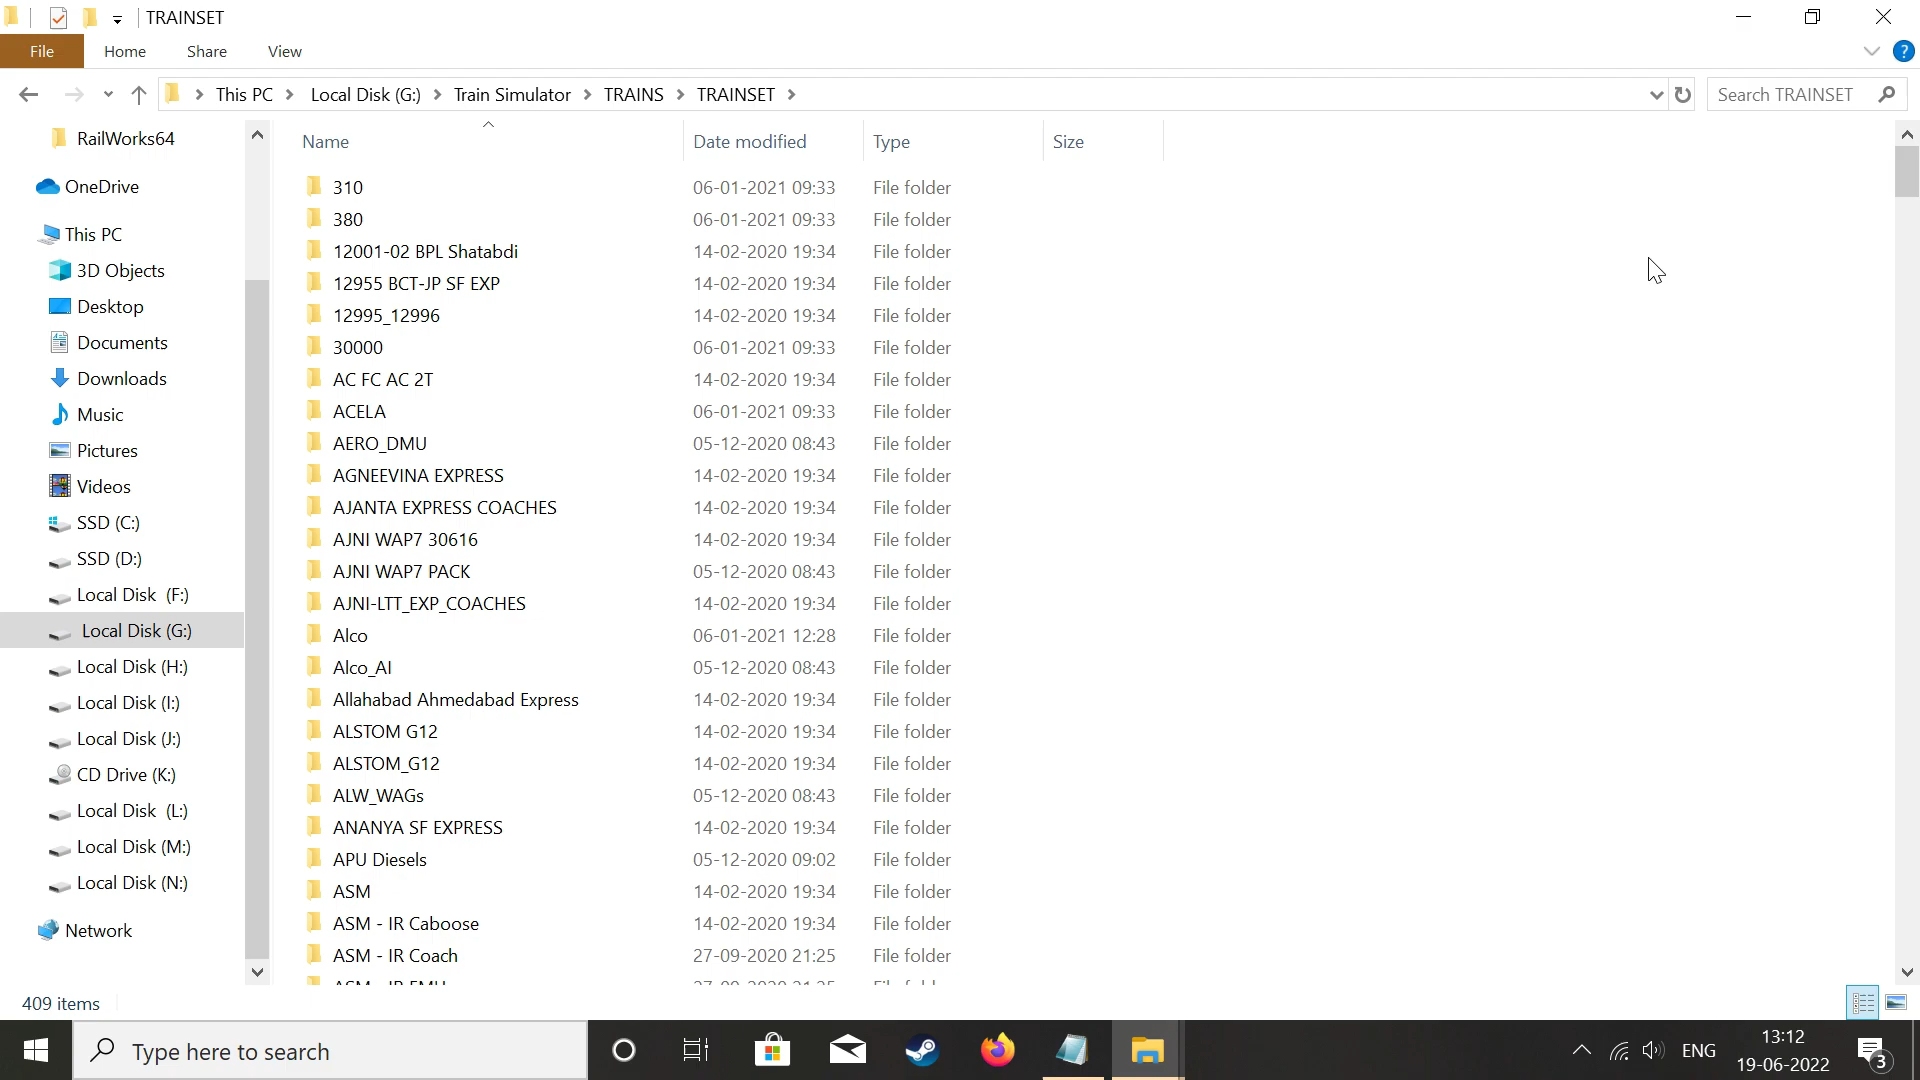 TRAINSET
File Home Share View
This PC Local Disk (G:) Train Simulator TRAINS TRAINSET
Search TRAINSET
RailWorks64
OneDrive
This PC
3D Objects
Desktop
Documents
Downloads
Music
Pictures
Videos
SSD (C:)
SSD (D:)
Local Disk (F:)
Local Disk (G:)
Local Disk (H:)
Local Disk (I:)
Local Disk (J:)
CD Drive (K:)
Local Disk (L:)
Local Disk (M:)
Local Disk (N:)
Network
Name Date modified Type Size
310 06-01-2021 09:33 File folder
380 06-01-2021 09:33 File folder
12001-02 BPL Shatabdi 14-02-2020 19:34 File folder
12955 BCT-JP SF EXP 14-02-2020 19:34 File folder
12995_12996 14-02-2020 19:34 File folder
30000 06-01-2021 09:33 File folder
AC FC AC 2T 14-02-2020 19:34 File folder
ACELA 06-01-2021 09:33 File folder
AERO_DMU 05-12-2020 08:43 File folder
AGNEEVINA EXPRESS 14-02-2020 19:34 File folder
AJANTA EXPRESS COACHES 14-02-2020 19:34 File folder
AJNI WAP7 30616 14-02-2020 19:34 File folder
AJNI WAP7 PACK 05-12-2020 08:43 File folder
AJNI-LTT_EXP_COACHES 14-02-2020 19:34 File folder
Alco 06-01-2021 12:28 File folder
Alco_AI 05-12-2020 08:43 File folder
Allahabad Ahmedabad Express 14-02-2020 19:34 File folder
ALSTOM G12 14-02-2020 19:34 File folder
ALSTOM_G12 14-02-2020 19:34 File folder
ALW_WAGs 05-12-2020 08:43 File folder
ANANYA SF EXPRESS 14-02-2020 19:34 File folder
APU Diesels 05-12-2020 09:02 File folder
ASM 14-02-2020 19:34 File folder
ASM - IR Caboose 14-02-2020 19:34 File folder
ASM - IR Coach 27-09-2020 21:25 File folder
409 items
Type here to search
ENG
13:12
19-06-2022
3